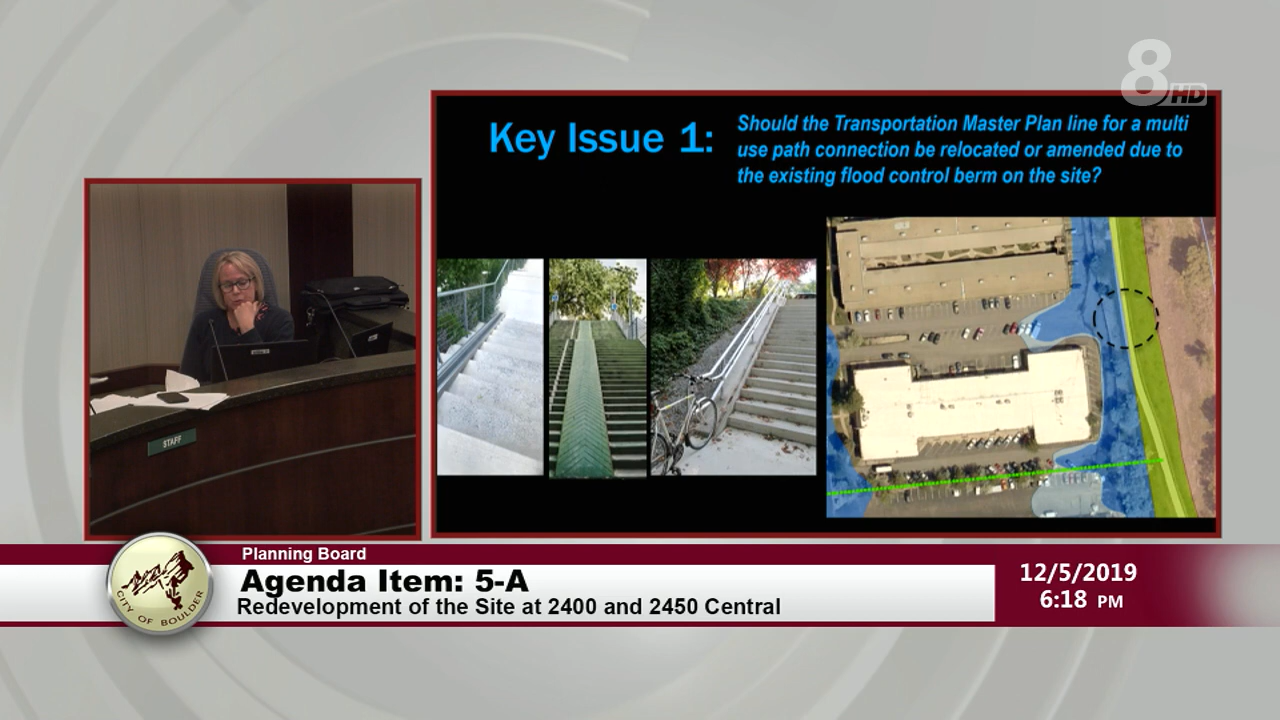 8
HD
Key Issue 1:
Should the Transportation Master Plan line for a multi
use path connection be relocated or amended due to
the existing flood control berm on the site?
STAFF
Planning Board
Agenda Item: 5-A
Redevelopment of the Site at 2400 and 2450 Central
12/5/2019
6:18 PM
CITY OF BOULDER